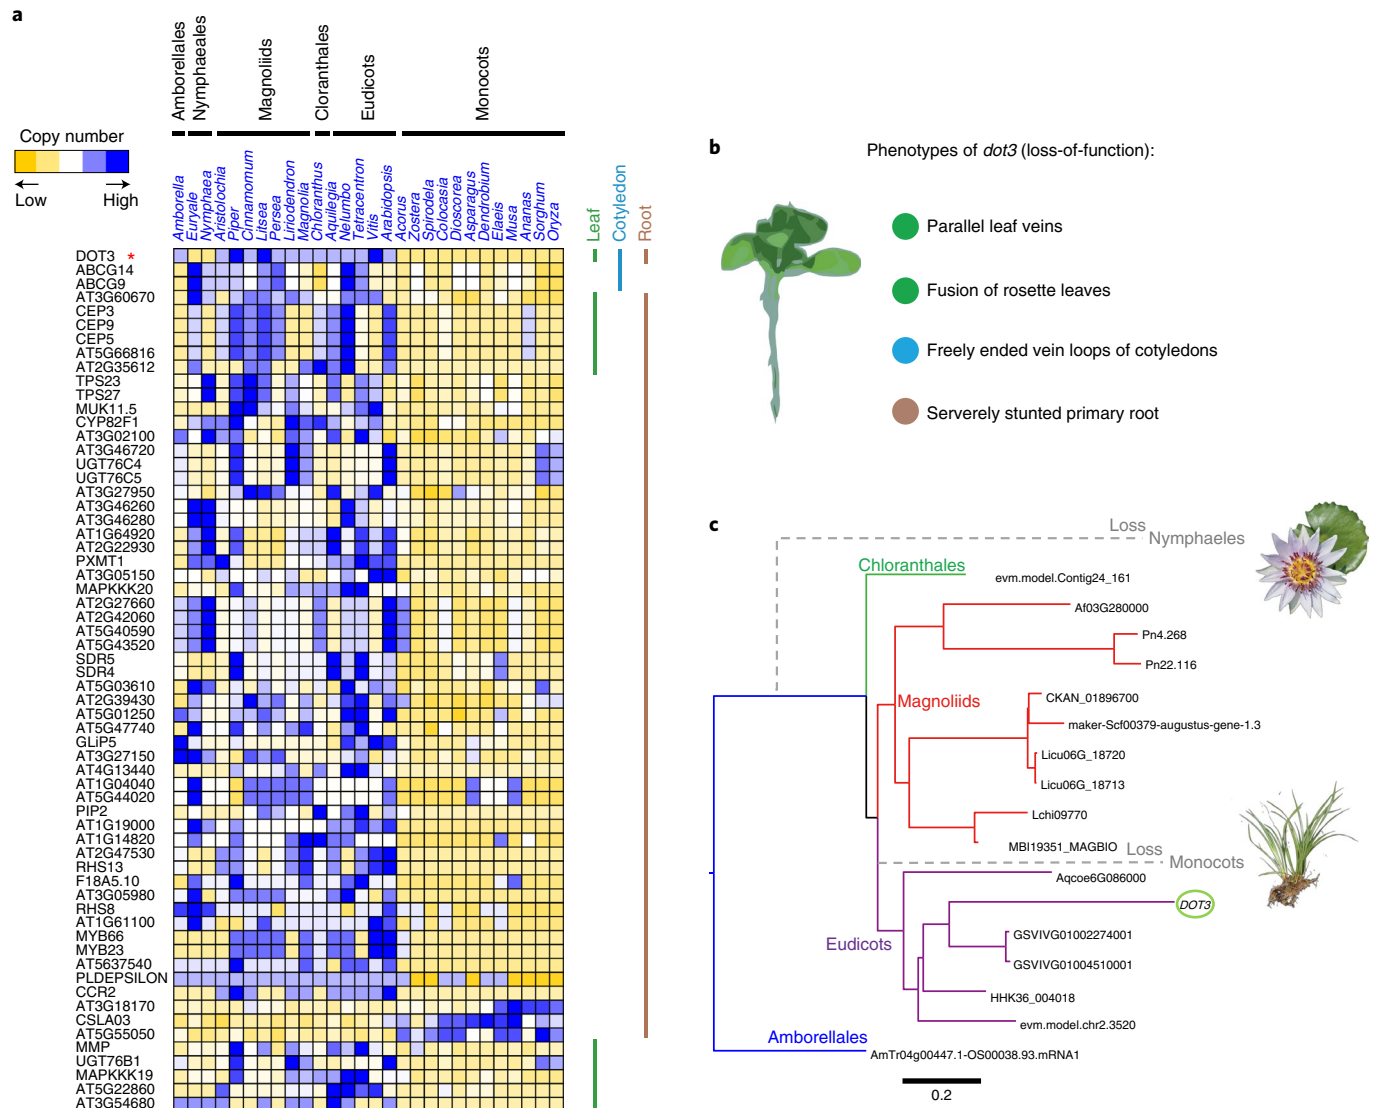 a
Amborellales
Nymphaeales
Magnoliids
Cloranthales
Eudicots
Monocots
Copy number
Low
High
Amborella
Euryale
Nymphaea
Aristolochia
Piper
Cinnamomum
Litsea
Persea
Liriodendron
Magnolia
Chloranthus
Aquilegia
Nelumbo
Tetracentron
Vitis
Arabidopsis
Acorus
Zostera
Spirodela
Colocasia
Dioscorea
Asparagus
Dendrobium
Elaeis
Musa
Ananas
Sorghum
Oryza
Leaf
Cotyledon
Root
DOT3 *
ABCG14
ABCG9
AT3G60670
CEP3
CEP9
CEP5
AT5G66816
AT2G35612
TPS23
TPS27
MUK11.5
CYP82F1
AT3G02100
AT3G46720
UGT76C4
UGT76C5
AT3G27950
AT3G46260
AT3G46280
AT1G64920
AT2G22930
PXMT1
AT3G05150
MAPKKK20
AT2G27660
AT2G42060
AT5G40590
AT5G43520
SDR5
SDR4
AT5G03610
AT2G39430
AT5G01250
AT5G47740
GLiP5
AT3G27150
AT4G13440
AT1G04040
AT5G44020
PIP2
AT1G19000
AT1G14820
AT2G47530
RHS13
F18A5.10
AT3G05980
RHS8
AT1G61100
MYB66
MYB23
AT5637540
PLDEPSILON
CCR2
AT3G18170
CSLA03
AT5G55050
MMP
UGT76B1
MAPKKK19
AT5G22860
AT3G54680
b
Phenotypes of dot3 (loss-of-function):
Parallel leaf veins
Fusion of rosette leaves
Freely ended vein loops of cotyledons
Serverely stunted primary root
c
Loss
Nymphaeles
Chloranthales
evm.model.Contig24_161
Af03G280000
Pn4.268
Pn22.116
Magnoliids
CKAN_01896700
maker-Scf00379-augustus-gene-1.3
Licu06G_18720
Licu06G_18713
Lchi09770
MBI19351_MAGBIO
Loss
Monocots
Aqcoe6G086000
DOT3
Eudicots
GSVIVG01002274001
GSVIVG01004510001
HHK36_004018
evm.model.chr2.3520
Amborellales
AmTr04g00447.1-OS00038.93.mRNA1
0.2